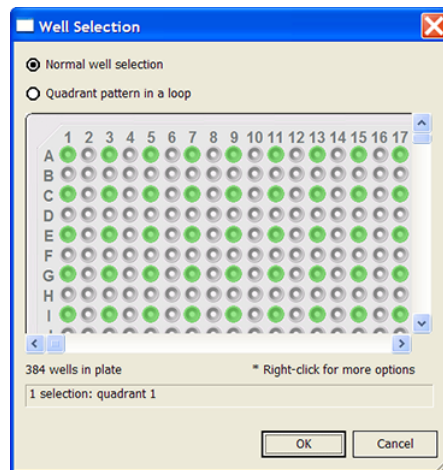 Well Selection
Normal well selection
Quadrant pattern in a loop
1 2 3 4 5 6 7 8 9 10 11 12 13 14 15 16 17
A
B
C
D
E
F
G
H
I
384 wells in plate * Right-click for more options
1 selection: quadrant 1
OK Cancel